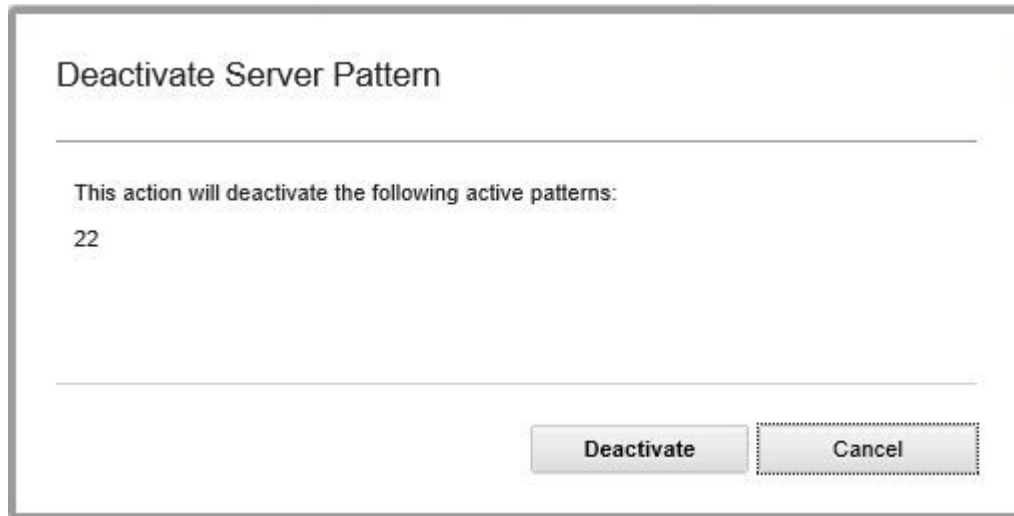 Deactivate Server Pattern
This action will deactivate the following active patterns:
22
Deactivate
Cancel